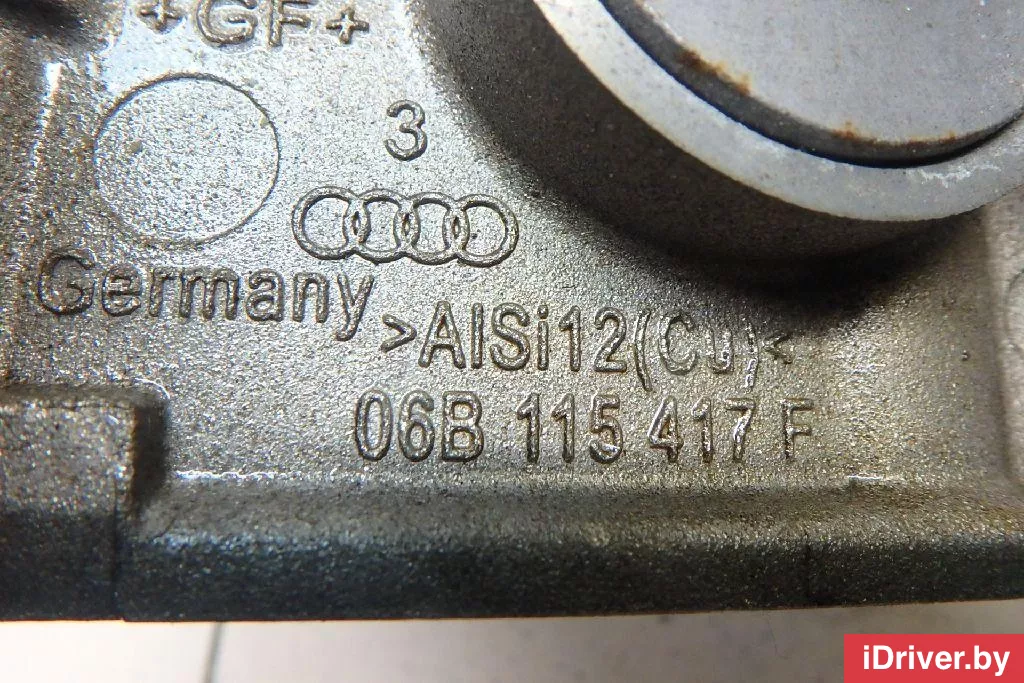 +GF+
3
Germany
>AlSi12(Cu)<
06B 115 417 F
iDriver.by